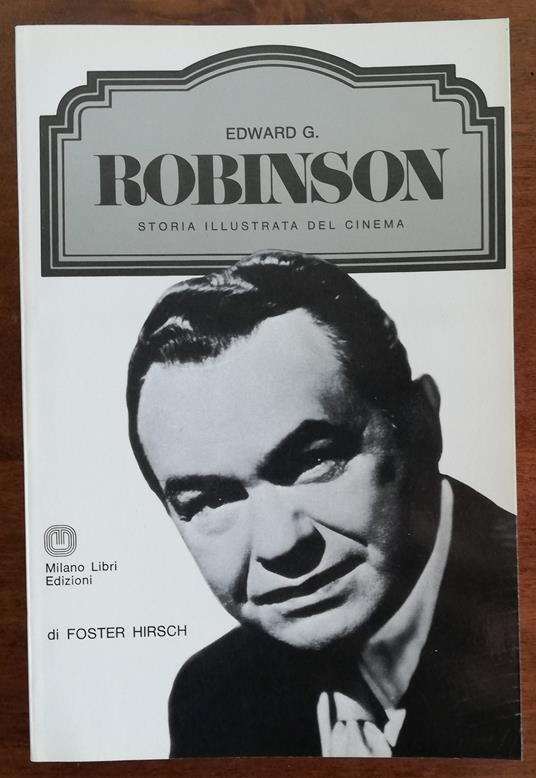 EDWARD G.
ROBINSON
STORIA ILLUSTRATA DEL CINEMA
Milano Libri
Edizioni
di FOSTER HIRSCH